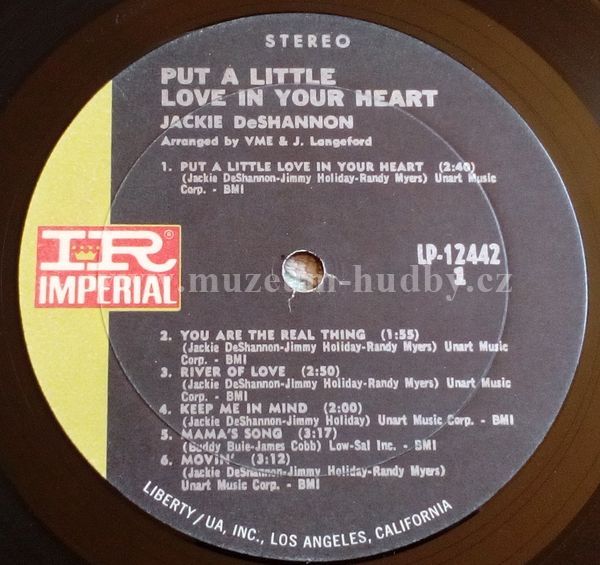 STEREO
PUT A LITTLE
LOVE IN YOUR HEART
JACKIE DeSHANNON
Arranged by VME & J. Langeford
1. PUT A LITTLE LOVE IN YOUR HEART (2:40)
(Jackie DeShannon-Jimmy Holiday-Randy Myers) Unart Music
Corp. - BMI
IR®
IMPERIAL
LP-12442
1
.muzeum-hudby.cz
2. YOU ARE THE REAL THING (1:55)
(Jackie DeShannon-Jimmy Holiday-Randy Myers) Unart Music
Corp. - BMI
3. RIVER OF LOVE (2:50)
(Jackie DeShannon-Jimmy Holiday-Randy Myers) Unart Music
Corp. - BMI
4. KEEP ME IN MIND (2:00)
(Jackie DeShannon-Jimmy Holiday) Unart Music Corp. - BMI
5. MAMA'S SONG (3:17)
(Buddy Buie-James Cobb) Low-Sal Inc. - BMI
6. MOVIN' (3:12)
(Jackie DeShannon-Jimmy Holiday-Randy Myers)
Unart Music Corp. - BMI
LIBERTY/UA, INC., LOS ANGELES, CALIFORNIA